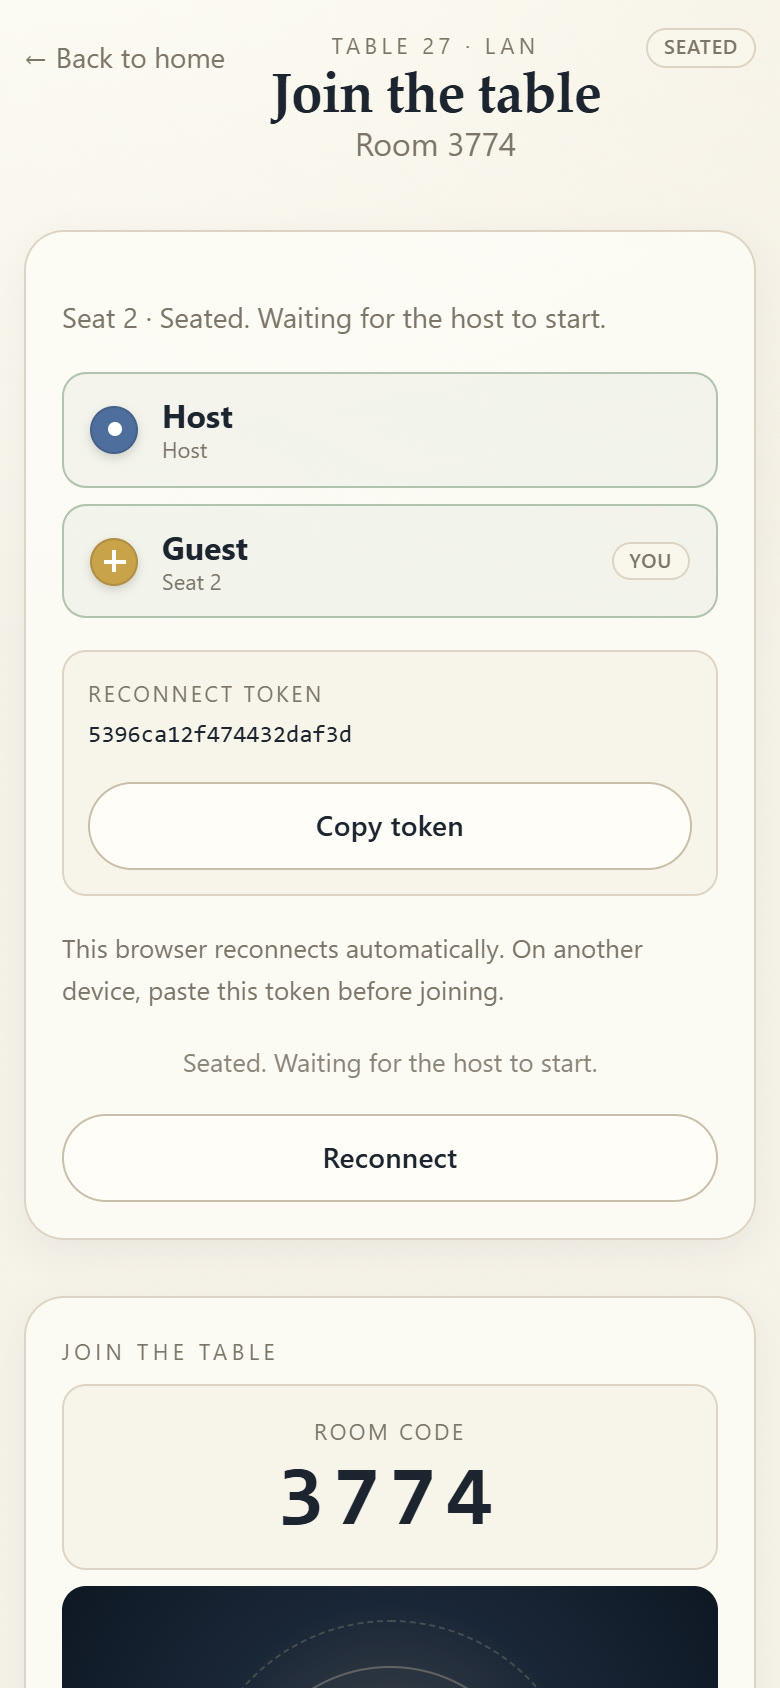 ← Back to home
TABLE 27 · LAN
Join the table
Room 3774
SEATED
Seat 2 · Seated. Waiting for the host to start.
Host
Host
Guest
Seat 2
YOU
RECONNECT TOKEN
5396ca12f474432daf3d
Copy token
This browser reconnects automatically. On another
device, paste this token before joining.
Seated. Waiting for the host to start.
Reconnect
JOIN THE TABLE
ROOM CODE
3774